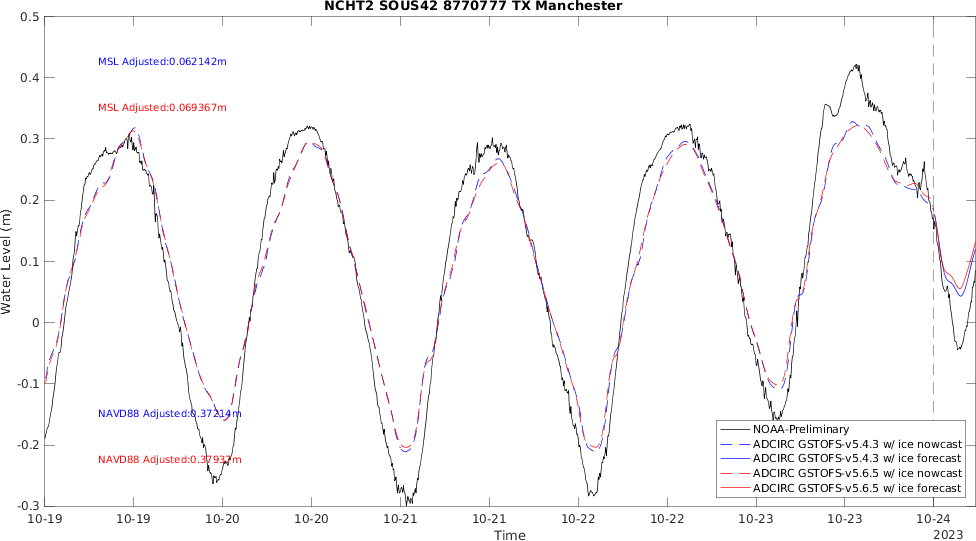 NCHT2 SOUS42 8770777 TX Manchester
0.5
0.4
0.3
0.2
0.1
0
-0.1
-0.2
-0.3
Water Level (m)
MSL Adjusted:0.062142m
MSL Adjusted:0.069367m
NAVD88 Adjusted:0.37214m
NAVD88 Adjusted:0.37937m
NOAA-Preliminary
ADCIRC GSTOFS-v5.4.3 w/ ice nowcast
ADCIRC GSTOFS-v5.4.3 w/ ice forecast
ADCIRC GSTOFS-v5.6.5 w/ ice nowcast
ADCIRC GSTOFS-v5.6.5 w/ ice forecast
10-19 10-19 10-20 10-20 10-21 10-21 10-22 10-22 10-23 10-23 10-24
Time
2023